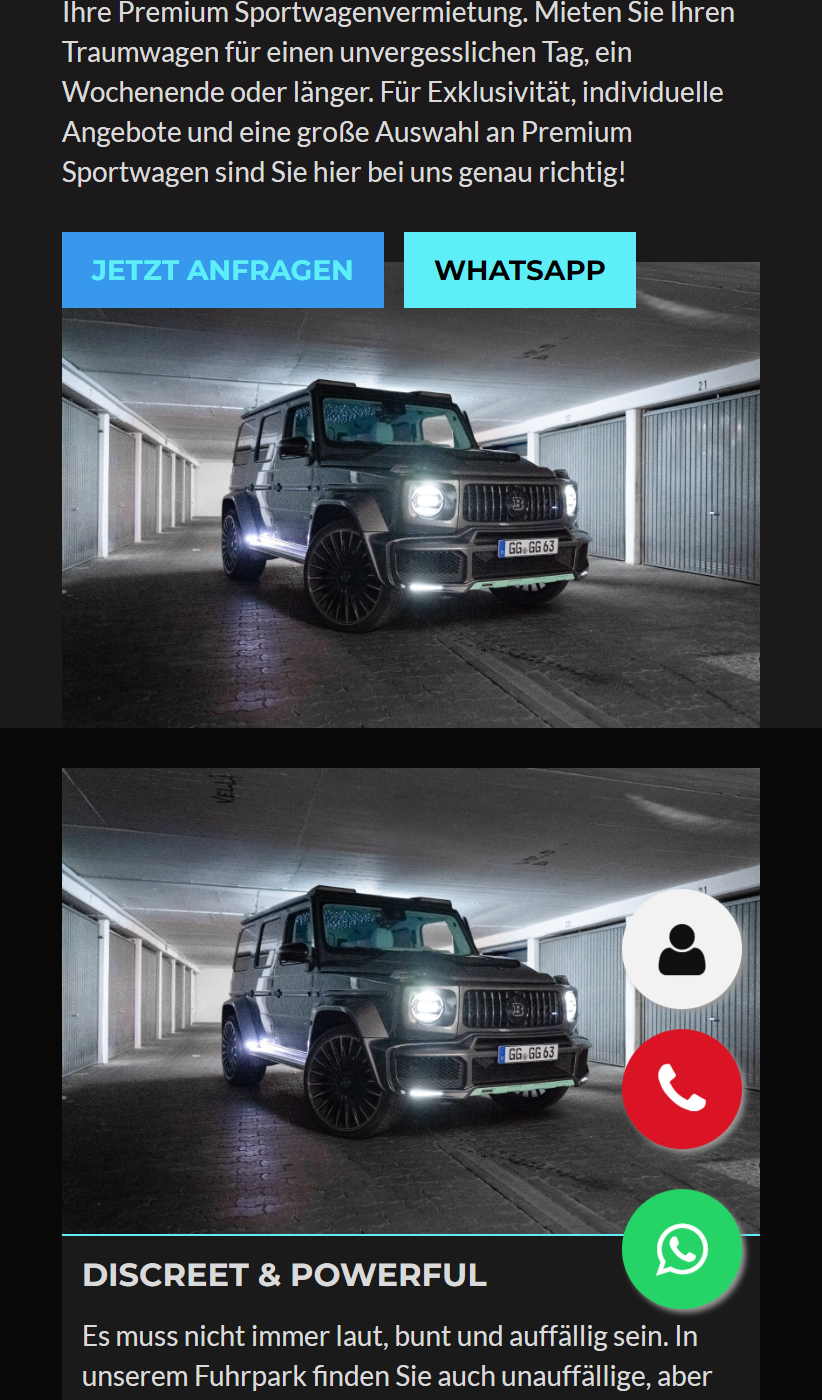 Ihre Premium Sportwagenvermietung. Mieten Sie Ihren
Traumwagen für einen unvergesslichen Tag, ein
Wochenende oder länger. Für Exklusivität, individuelle
Angebote und eine große Auswahl an Premium
Sportwagen sind Sie hier bei uns genau richtig!
JETZT ANFRAGEN
WHATSAPP
21
B
GG GG 63
B
GG GG 63
DISCREET & POWERFUL
Es muss nicht immer laut, bunt und auffällig sein. In
unserem Fuhrpark finden Sie auch unauffällige, aber